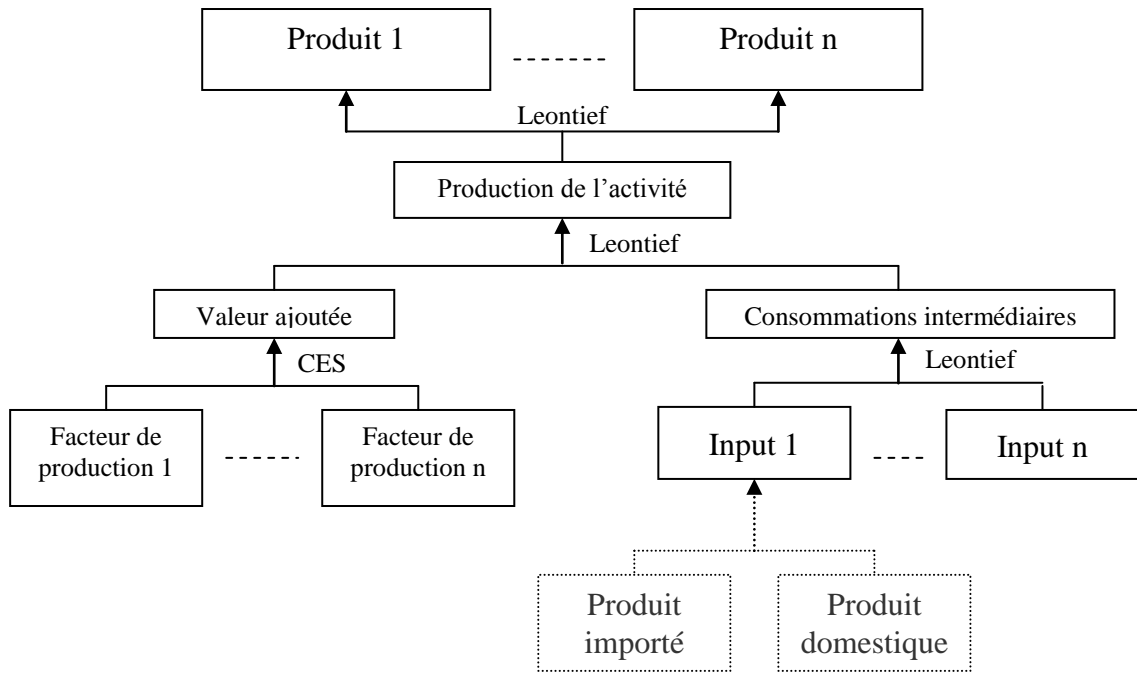 Produit 1
Produit n
Leontief
Production de l’activité
Leontief
Valeur ajoutée
Consommations intermédiaires
CES
Leontief
Facteur de
production 1
Facteur de
production n
Input 1
Input n
Produit
importé
Produit
domestique